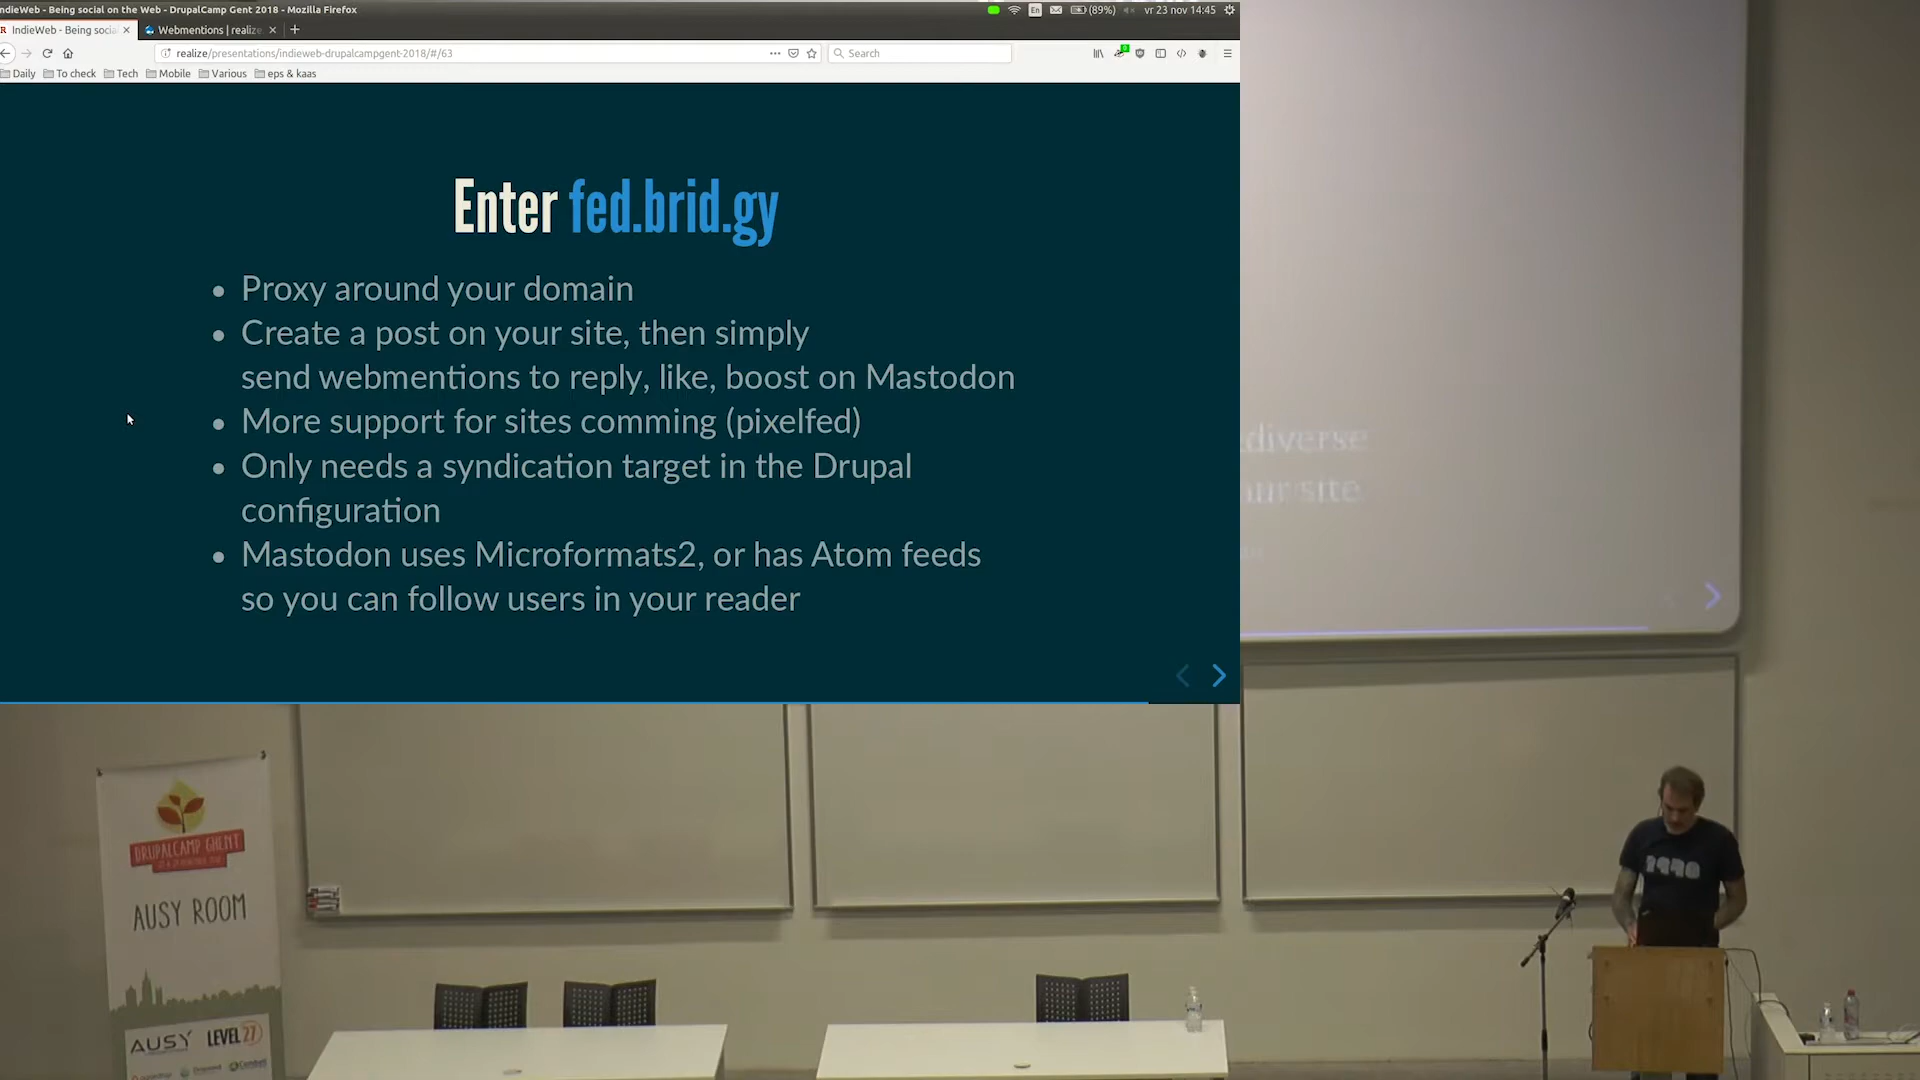 ndieWeb - Being social on the Web - DrupalCamp Gent 2018 - Mozilla Firefox
En (89%) vr 23 nov 14:45
IndieWeb - Being socia × Webmentions | realize × +
realize/presentations/indieweb-drupalcampgent-2018/#/63
Search
Daily To check Tech Mobile Various eps & kaas
Enter fed.brid.gy
• Proxy around your domain
• Create a post on your site, then simply
send webmentions to reply, like, boost on Mastodon
• More support for sites comming (pixelfed)
• Only needs a syndication target in the Drupal
configuration
• Mastodon uses Microformats2, or has Atom feeds
so you can follow users in your reader
diverse
site
DRUPALCAMP GHENT
AUSY ROOM
AUSY LEVEL27